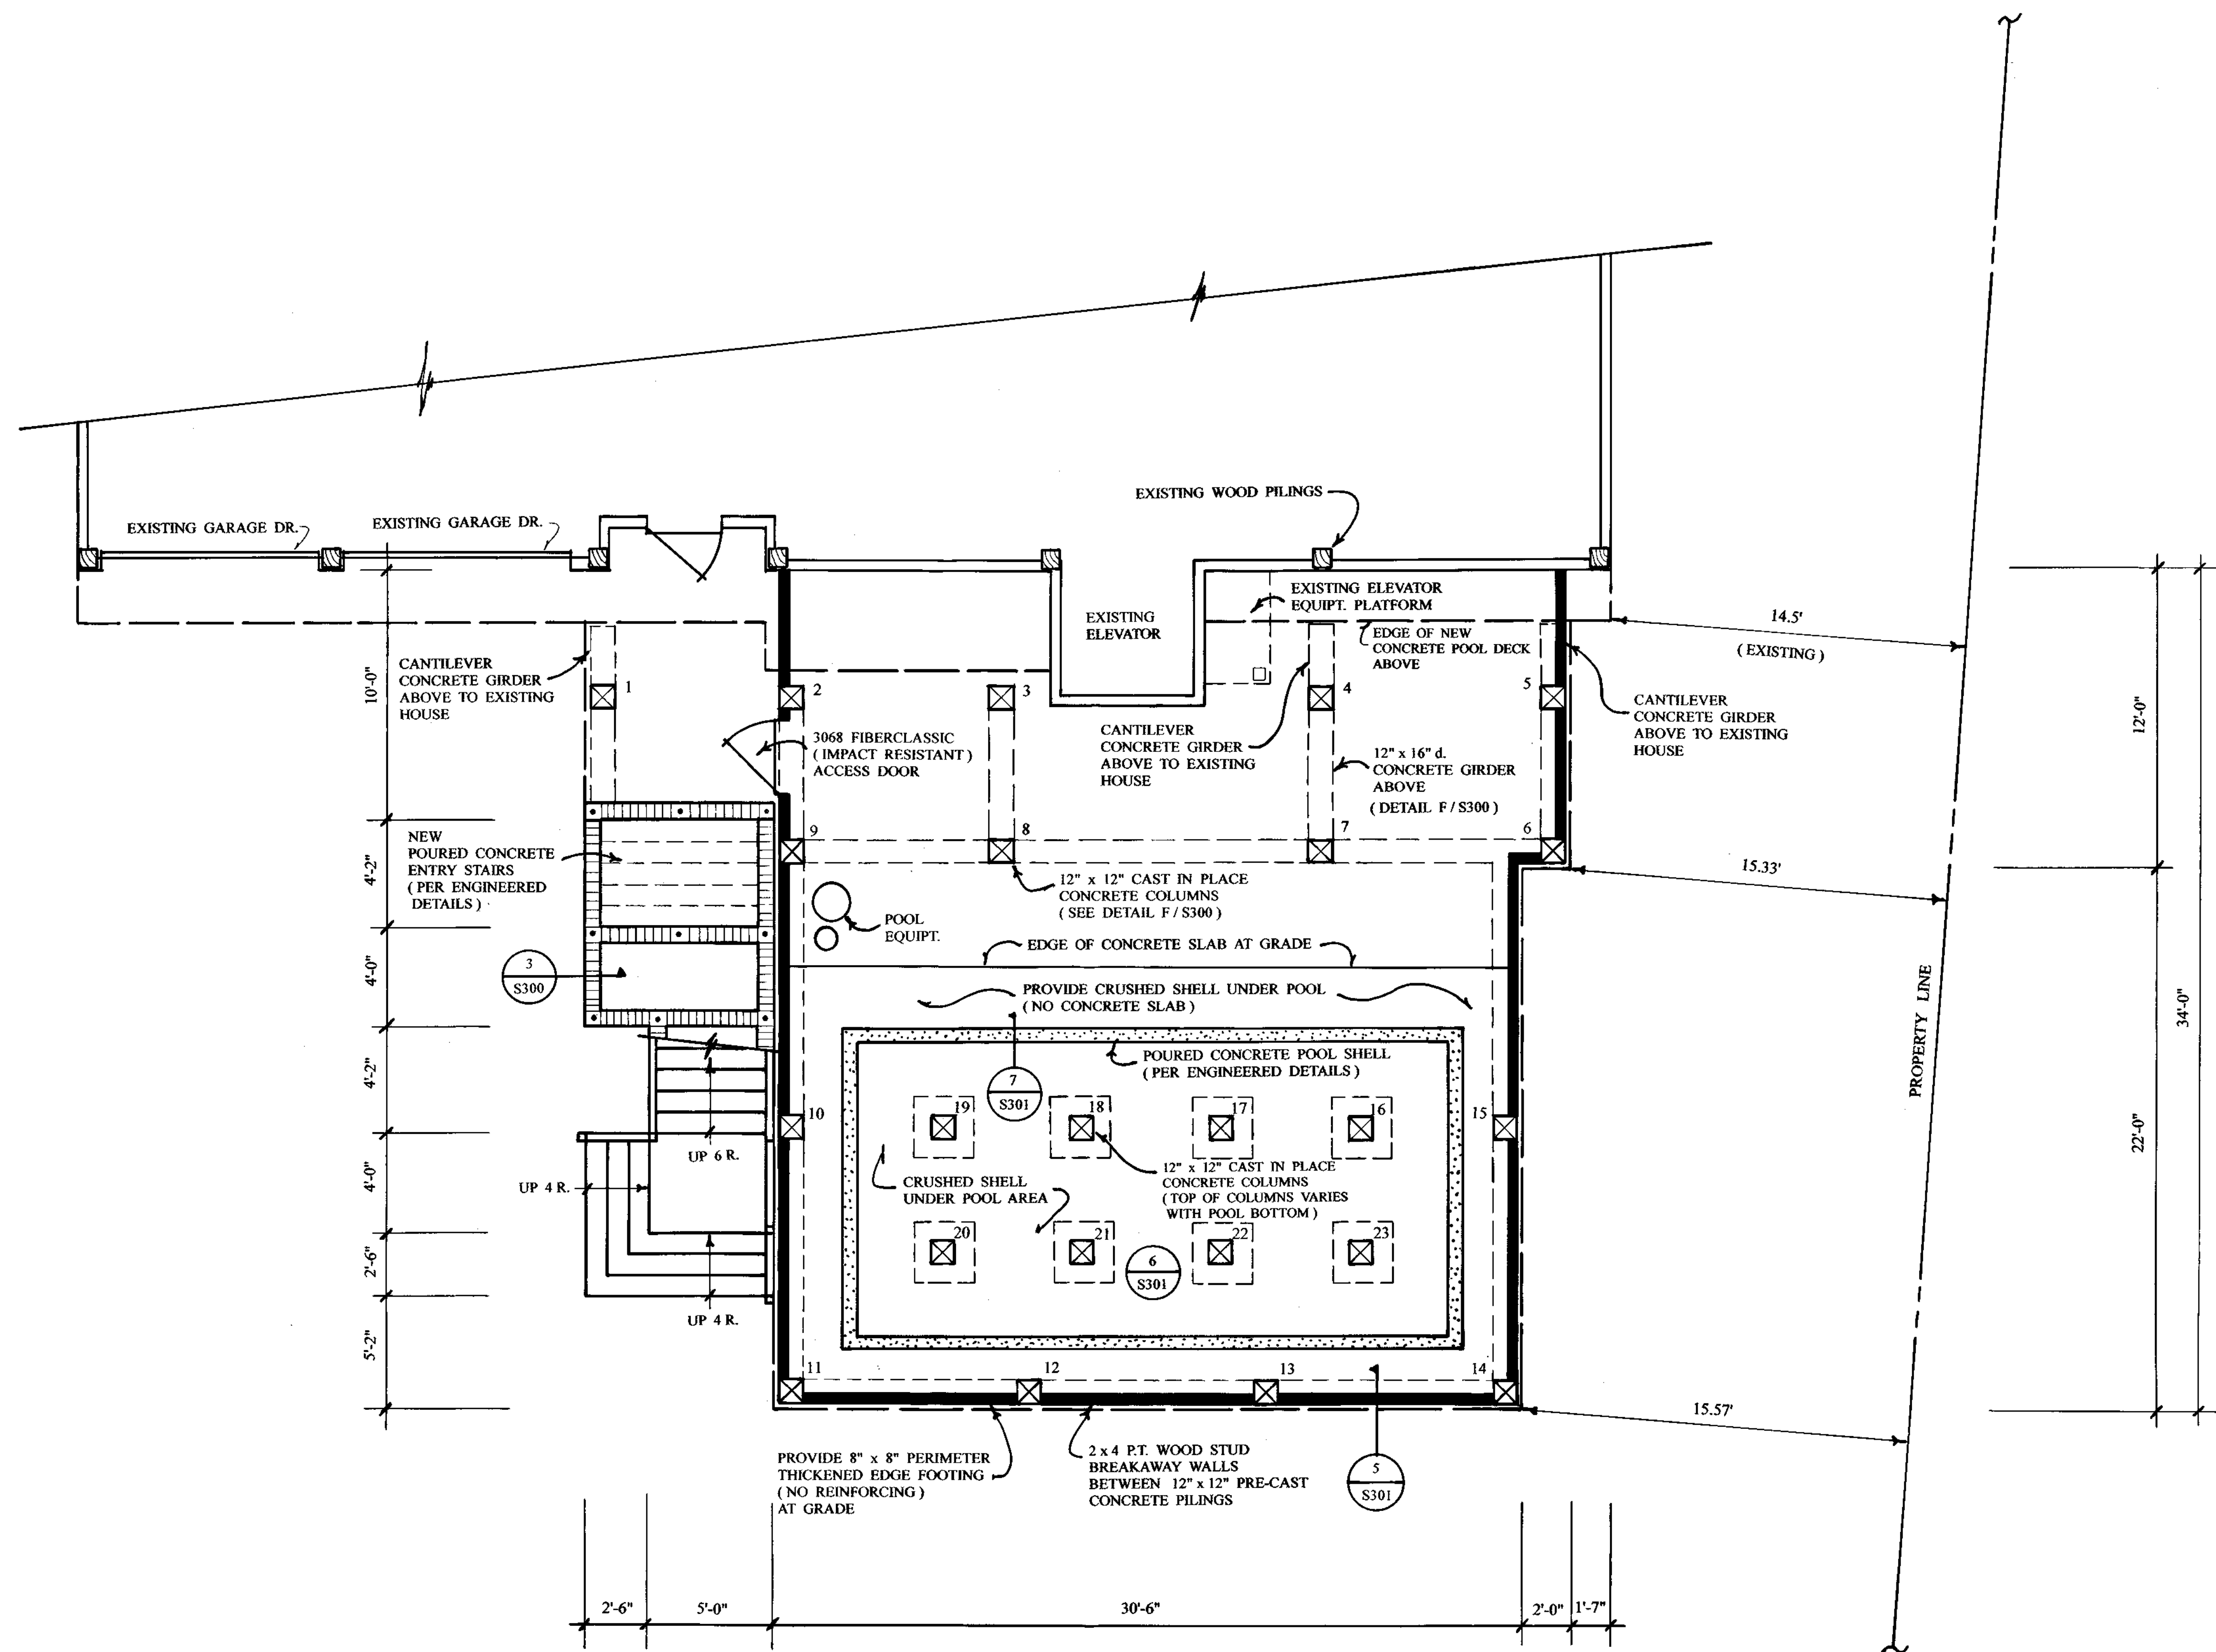 EXISTING WOOD PILINGS
EXISTING GARAGE DR.
EXISTING GARAGE DR.
EXISTING ELEVATOR
EQUIPT. PLATFORM
EXISTING
ELEVATOR
EDGE OF NEW
CONCRETE POOL DECK
ABOVE
14.5'
( EXISTING )
CANTILEVER
CONCRETE GIRDER
ABOVE TO EXISTING
HOUSE
10'-0"
1
2
3
4
5
CANTILEVER
CONCRETE GIRDER
ABOVE TO EXISTING
HOUSE
12'-0"
3068 FIBERCLASSIC
( IMPACT RESISTANT )
ACCESS DOOR
CANTILEVER
CONCRETE GIRDER
ABOVE TO EXISTING
HOUSE
12" x 16" d.
CONCRETE GIRDER
ABOVE
( DETAIL F / S300 )
9
8
7
6
NEW
POURED CONCRETE
ENTRY STAIRS
( PER ENGINEERED
DETAILS )
4'-2"
15.33'
12" x 12" CAST IN PLACE
CONCRETE COLUMNS
( SEE DETAIL F / S300 )
POOL
EQUIPT.
EDGE OF CONCRETE SLAB AT GRADE
4'-0"
3
S300
PROVIDE CRUSHED SHELL UNDER POOL
( NO CONCRETE SLAB )
PROPERTY LINE
34'-0"
POURED CONCRETE POOL SHELL
( PER ENGINEERED DETAILS )
4'-2"
7
S301
10
19
18
17
16
15
22'-0"
UP 6 R.
12" x 12" CAST IN PLACE
CONCRETE COLUMNS
( TOP OF COLUMNS VARIES
WITH POOL BOTTOM )
4'-0"
UP 4 R.
CRUSHED SHELL
UNDER POOL AREA
20
21
22
23
2'-6"
6
S301
UP 4 R.
5'-2"
11
12
13
14
15.57'
PROVIDE 8" x 8" PERIMETER
THICKENED EDGE FOOTING
( NO REINFORCING )
AT GRADE
2 x 4 P.T. WOOD STUD
BREAKAWAY WALLS
BETWEEN 12" x 12" PRE-CAST
CONCRETE PILINGS
5
S301
2'-6"
5'-0"
30'-6"
2'-0"
1'-7"